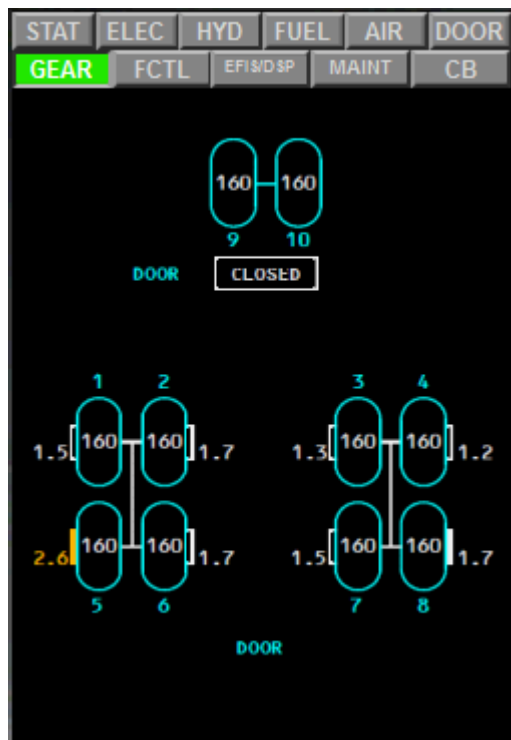 STAT ELEC HYD FUEL AIR DOOR
GEAR FCTL EFIS/DSP MAINT CB
160 160
9 10
DOOR CLOSED
1 2 3 4
1.5 160 160 1.7 1.3 160 160 1.2
2.6 160 160 1.7 1.5 160 160 1.7
5 6 7 8
DOOR